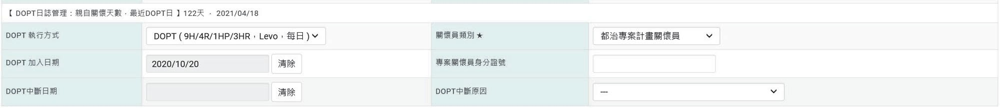 【 DOPT日誌管理：親自關懷天數．最近DOPT日 】122天 ． 2021/04/18
DOPT 執行方式
DOPT ( 9H/4R/1HP/3HR，Levo，每日 )
關懷員類別 ★
都治專案計畫關懷員
DOPT 加入日期
2020/10/20
清除
專案關懷員身分證號
DOPT中斷日期
清除
DOPT中斷原因
---